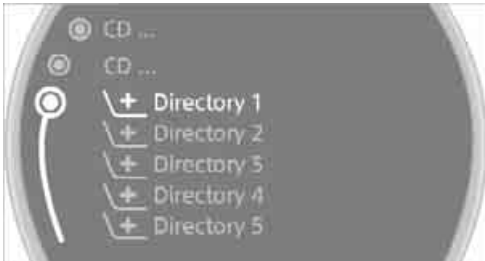 CD ...
CD ...
Directory 1
Directory 2
Directory 3
Directory 4
Directory 5